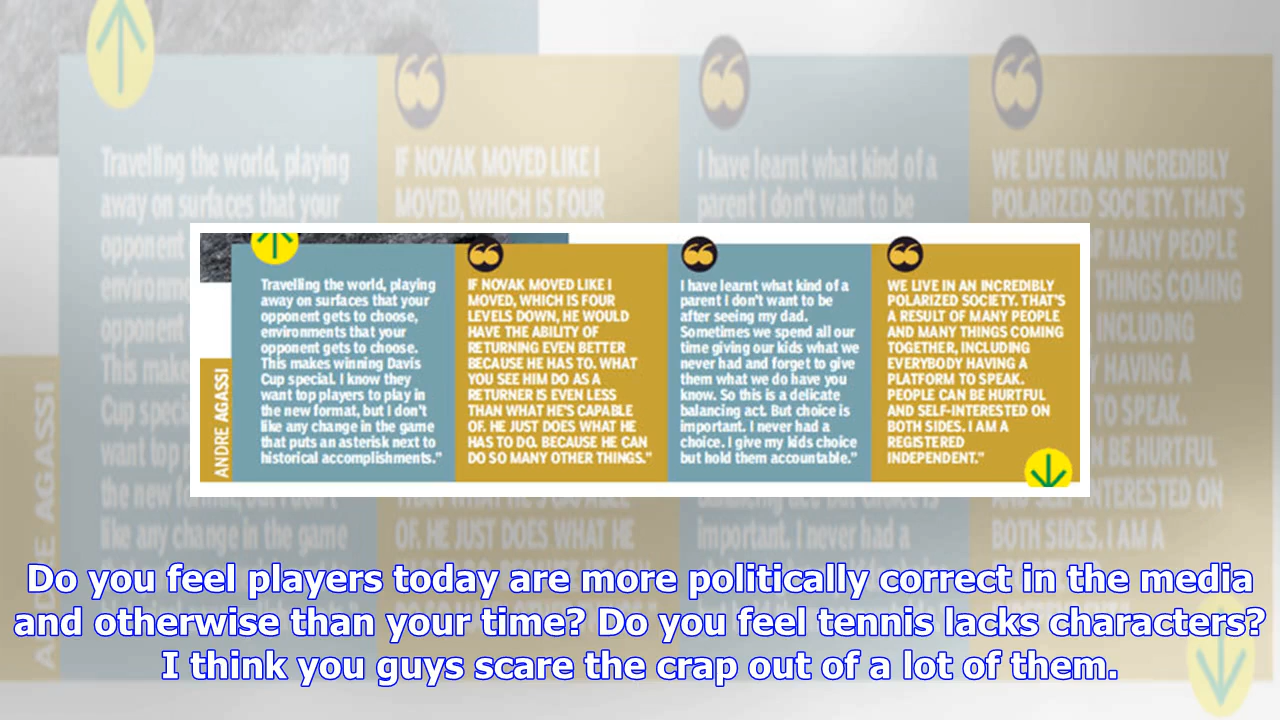 ANDRE AGASSI
Travelling the world, playing
away on surfaces that your
opponent gets to choose,
environments that your
opponent gets to choose.
This makes winning Davis
Cup special. I know they
want top players to play in
the new format, but I don't
like any change in the game
that puts an asterisk next to
historical accomplishments."
IF NOVAK MOVED LIKE I
MOVED, WHICH IS FOUR
LEVELS DOWN, HE WOULD
HAVE THE ABILITY OF
RETURNING EVEN BETTER
BECAUSE HE HAS TO. WHAT
YOU SEE HIM DO AS A
RETURNER IS EVEN LESS
THAN WHAT HE'S CAPABLE
OF. HE JUST DOES WHAT HE
HAS TO DO. BECAUSE HE CAN
DO SO MANY OTHER THINGS."
I have learnt what kind of a
parent I don't want to be
after seeing my dad.
Sometimes we spend all our
time giving our kids what we
never had and forget to give
them what we do have you
know. So this is a delicate
balancing act. But choice is
important. I never had a
choice. I give my kids choice
but hold them accountable."
WE LIVE IN AN INCREDIBLY
POLARIZED SOCIETY. THAT'S
A RESULT OF MANY PEOPLE
AND MANY THINGS COMING
TOGETHER, INCLUDING
EVERYBODY HAVING A
PLATFORM TO SPEAK.
PEOPLE CAN BE HURTFUL
AND SELF-INTERESTED ON
BOTH SIDES. I AM A
REGISTERED
INDEPENDENT."
Do you feel players today are more politically correct in the media
and otherwise than your time? Do you feel tennis lacks characters?
I think you guys scare the crap out of a lot of them.